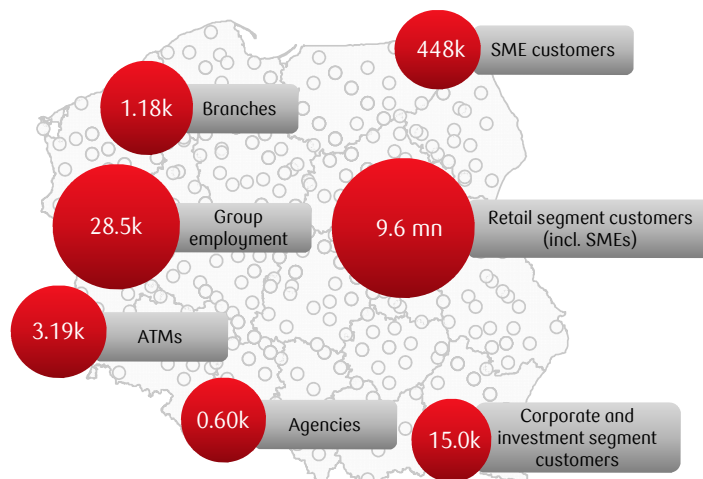 448k
SME customers
1.18k
Branches
28.5k
Group
employment
9.6 mn
Retail segment customers
(incl. SMEs)
3.19k
ATMs
0.60k
Agencies
15.0k
Corporate and
investment segment
customers